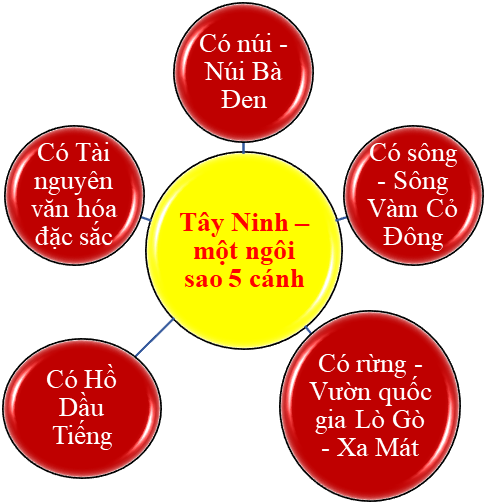 Có núi -
Núi Bà
Đen
Có Tài
nguyên
văn hóa
đặc sắc
Có sông
- Sông
Vàm Cỏ
Đông
Tây Ninh –
một ngôi
sao 5 cánh
Có Hồ
Dầu
Tiếng
Có rừng -
Vườn quốc
gia Lò Gò
- Xa Mát